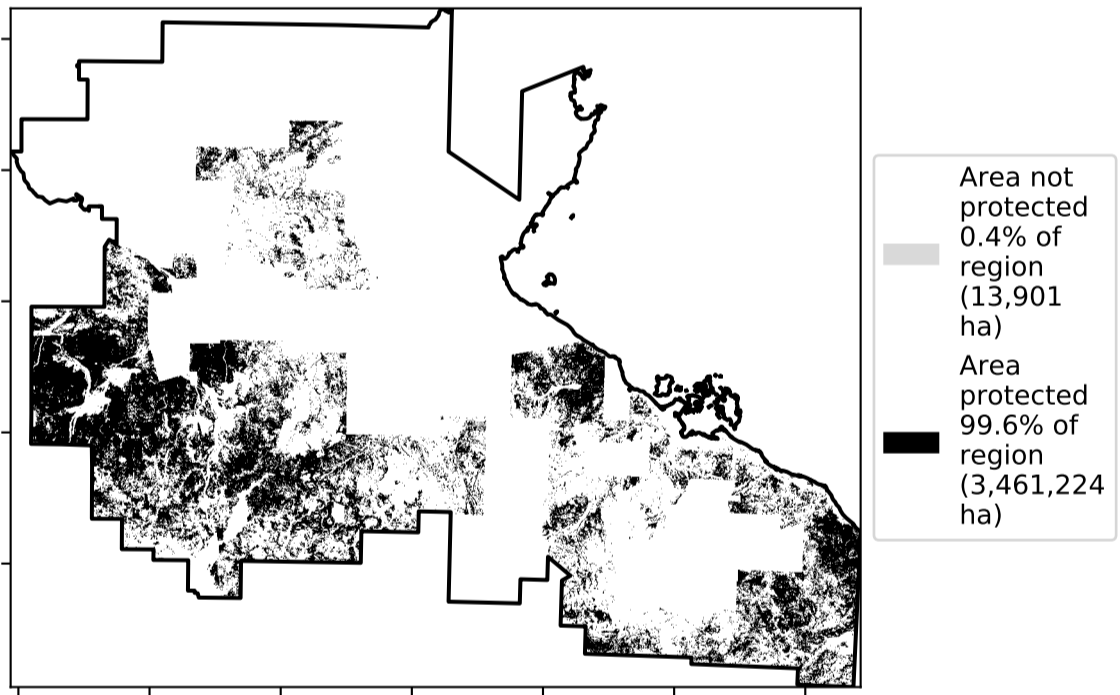 Area not
protected
0.4% of
region
(13,901
ha)
Area
protected
99.6% of
region
(3,461,224
ha)